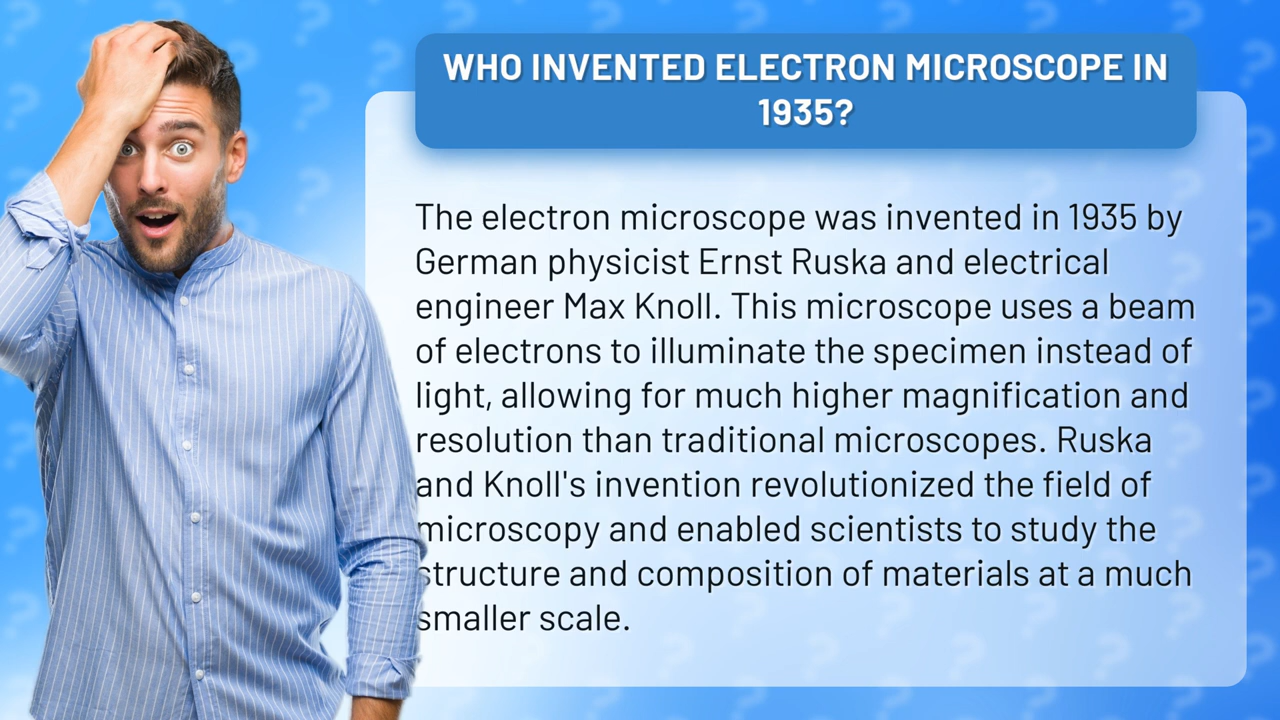 WHO INVENTED ELECTRON MICROSCOPE IN
1935?
The electron microscope was invented in 1935 by
German physicist Ernst Ruska and electrical
engineer Max Knoll. This microscope uses a beam
of electrons to illuminate the specimen instead of
light, allowing for much higher magnification and
resolution than traditional microscopes. Ruska
and Knoll's invention revolutionized the field of
microscopy and enabled scientists to study the
structure and composition of materials at a much
smaller scale.